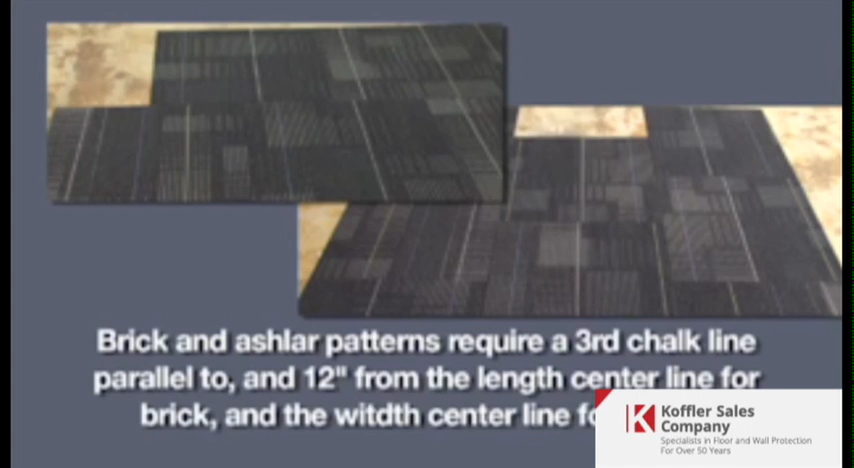 Brick and ashlar patterns require a 3rd chalk line
parallel to, and 12" from the length center line for
brick, and the witdth center line
Koffler Sales
Company
Specialists in Floor and Wall Protection
For Over 50 Years